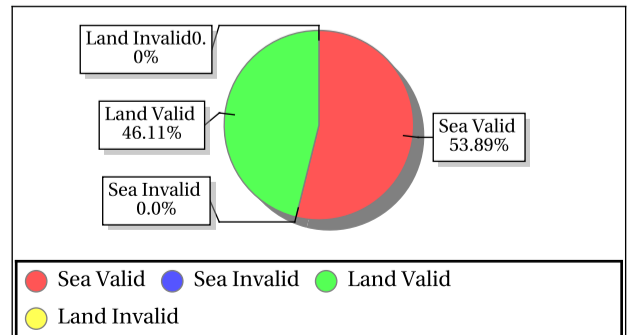 Land Invalid0.
0%
Land Valid
46.11%
Sea Valid
53.89%
Sea Invalid
0.0%
Sea Valid Sea Invalid Land Valid
Land Invalid